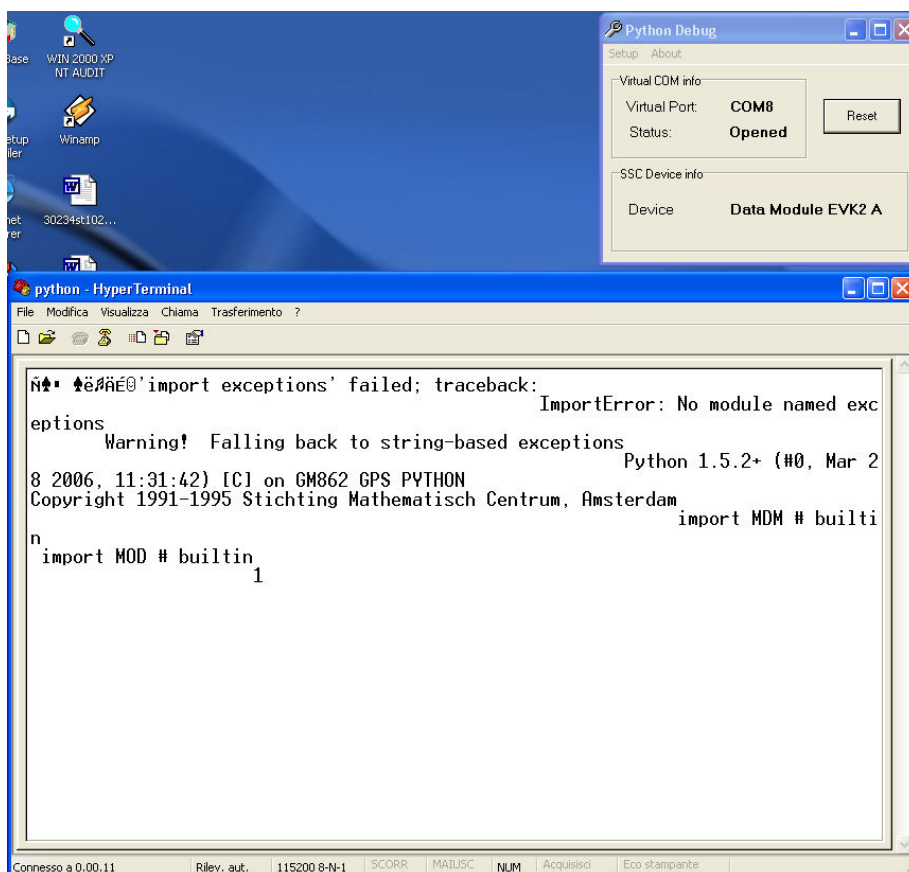 Base
WIN 2000 XP
NT AUDIT
Winamp
30234st102...
Python Debug
Setup About
Virtual COM info
Virtual Port: COM8
Status: Opened
Reset
SSC Device info
Device Data Module EVK2 A
python - HyperTerminal
File Modifica Visualizza Chiama Trasferimento ?
'import exceptions' failed; traceback:
ImportError: No module named exc
eptions
Warning! Falling back to string-based exceptions
Python 1.5.2+ (#0, Mar 2
8 2006, 11:31:42) [C] on GM862 GPS PYTHON
Copyright 1991-1995 Stichting Mathematisch Centrum, Amsterdam
import MDM # builti
n
import MOD # builtin
1
Connesso a 0.00.11 Rilev. aut. 115200 8-N-1 SCORR MAIUSC NUM Acquisisci Eco stampante